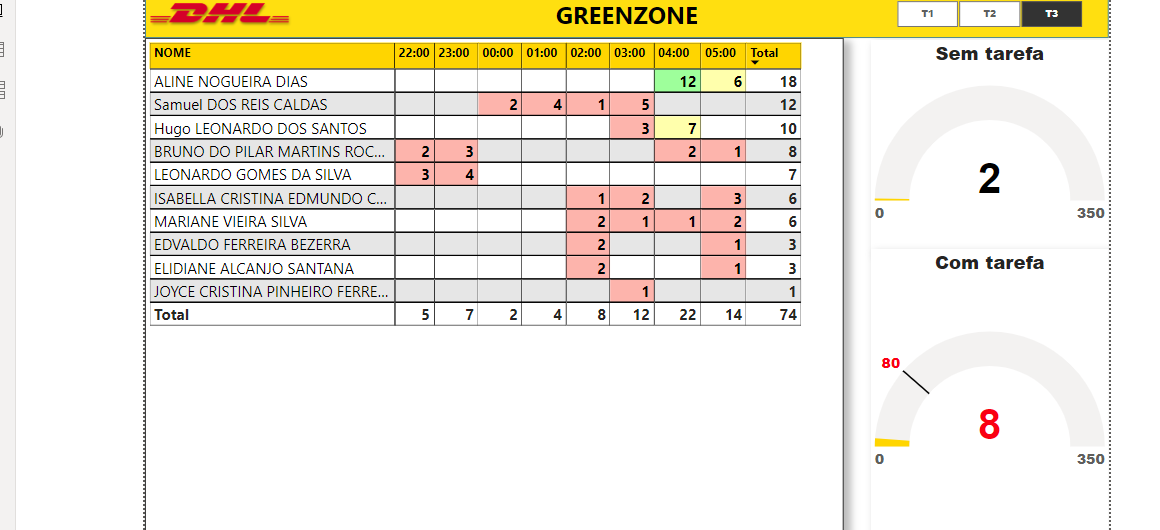 DHL GREENZONE T1 T2 T3
NOME 22:00 23:00 00:00 01:00 02:00 03:00 04:00 05:00 Total
ALINE NOGUEIRA DIAS 12 6 18
Samuel DOS REIS CALDAS 2 4 1 5 12
Hugo LEONARDO DOS SANTOS 3 7 10
BRUNO DO PILAR MARTINS ROC... 2 3 2 1 8
LEONARDO GOMES DA SILVA 3 4 7
ISABELLA CRISTINA EDMUNDO C... 1 2 3 6
MARIANE VIEIRA SILVA 2 1 1 2 6
EDVALDO FERREIRA BEZERRA 2 1 3
ELIDIANE ALCANJO SANTANA 2 1 3
JOYCE CRISTINA PINHEIRO FERRE... 1 1
Total 5 7 2 4 8 12 22 14 74
Sem tarefa
2
0 350
Com tarefa
80
8
0 350